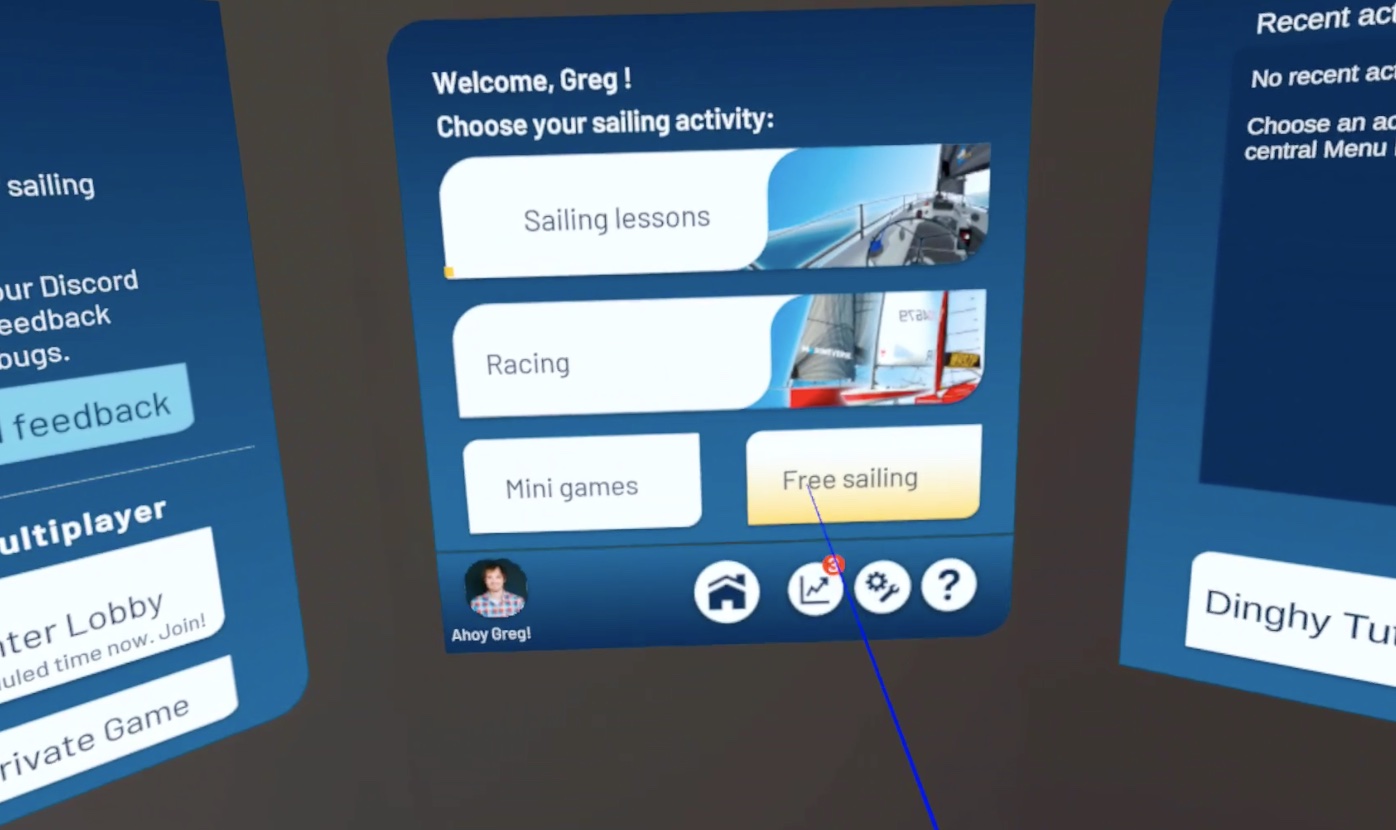 sailing
our Discord
feedback
bugs.
feedback
ultiplayer
nter Lobby
uled time now. Join!
rivate Game
Welcome, Greg !
Choose your sailing activity:
Sailing lessons
Racing
Mini games
Free sailing
3
Ahoy Greg!
Recent act
No recent act
Choose an ac
central Menu
Dinghy Tut